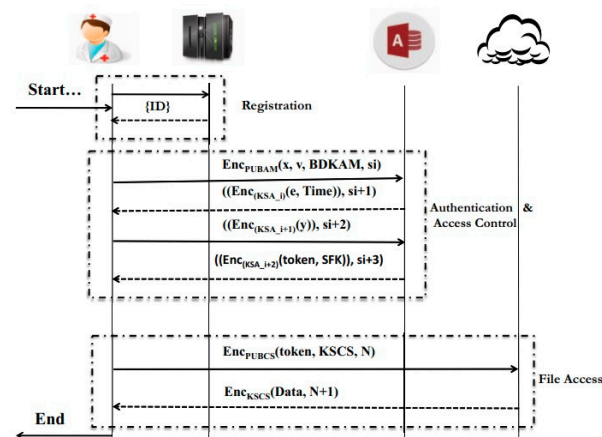 Start...
{ID}
Registration
Enc_PUBAM(x, v, BDKAM, si)
((Enc_(KSA_i)(e, Time)), si+1)
((Enc_(KSA_i+1)(y)), si+2)
((Enc_(KSA_i+2)(token, SFK)), si+3)
Authentication &
Access Control
Enc_PUBCS(token, KSCS, N)
Enc_KSCS(Data, N+1)
File Access
End
A